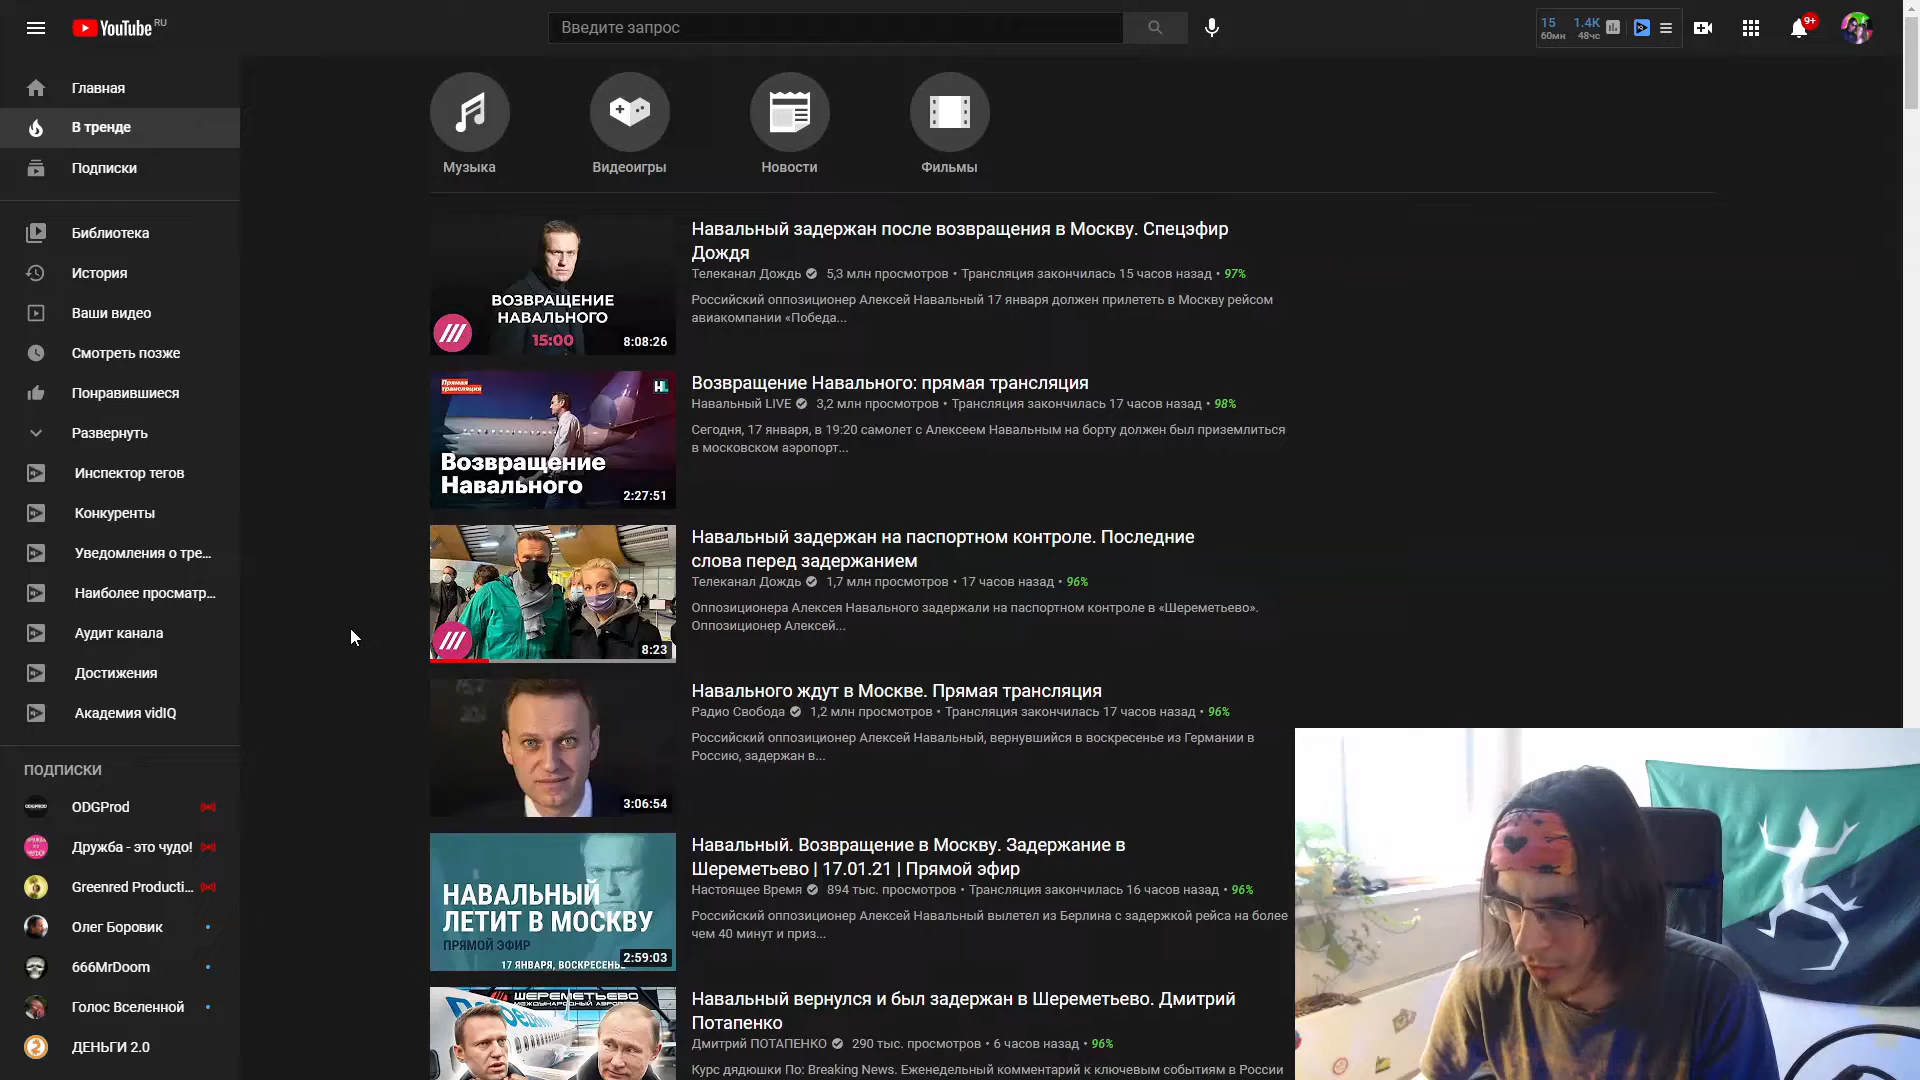 YouTube RU
Введите запрос
15
60мн
1.4K
48чс
9+
Главная
В тренде
Подписки
Библиотека
История
Ваши видео
Смотреть позже
Понравившиеся
Развернуть
Инспектор тегов
Конкуренты
Уведомления о тре...
Наиболее просматр...
Аудит канала
Достижения
Академия vidIQ
ПОДПИСКИ
ODGProd
Дружба - это чудо!
Greenred Producti...
Олег Боровик
666MrDoom
Голос Вселенной
ДЕНЬГИ 2.0
Музыка
Видеоигры
Новости
Фильмы
ВОЗВРАЩЕНИЕ
НАВАЛЬНОГО
15:00
8:08:26
Навальный задержан после возвращения в Москву. Спецэфир
Дождя
Телеканал Дождь 5,3 млн просмотров • Трансляция закончилась 15 часов назад • 97%
Российский оппозиционер Алексей Навальный 17 января должен прилететь в Москву рейсом
авиакомпании «Победа...
Прямая
трансляция
Возвращение
Навального
2:27:51
Возвращение Навального: прямая трансляция
Навальный LIVE 3,2 млн просмотров • Трансляция закончилась 17 часов назад • 98%
Сегодня, 17 января, в 19:20 самолет с Алексеем Навальным на борту должен был приземлиться
в московском аэропорт...
8:23
Навальный задержан на паспортном контроле. Последние
слова перед задержанием
Телеканал Дождь 1,7 млн просмотров • 17 часов назад • 96%
Оппозиционера Алексея Навального задержали на паспортном контроле в «Шереметьево».
Оппозиционер Алексей...
3:06:54
Навального ждут в Москве. Прямая трансляция
Радио Свобода 1,2 млн просмотров • Трансляция закончилась 17 часов назад • 96%
Российский оппозиционер Алексей Навальный, вернувшийся в воскресенье из Германии в
Россию, задержан в...
НАВАЛЬНЫЙ
ЛЕТИТ В МОСКВУ
ПРЯМОЙ ЭФИР
17 ЯНВАРЯ, ВОСКРЕСЕНЬЕ
2:59:03
Навальный. Возвращение в Москву. Задержание в
Шереметьево | 17.01.21 | Прямой эфир
Настоящее Время 894 тыс. просмотров • Трансляция закончилась 16 часов назад • 96%
Российский оппозиционер Алексей Навальный вылетел из Берлина с задержкой рейса на более
чем 40 минут и приз...
ШЕРЕМЕТЬЕВО
МЕЖДУНАРОДНЫЙ АЭРОПОРТ
Навальный вернулся и был задержан в Шереметьево. Дмитрий
Потапенко
Дмитрий ПОТАПЕНКО 290 тыс. просмотров • 6 часов назад • 96%
Курс дядюшки По: Breaking News. Еженедельный комментарий к ключевым событиям в России